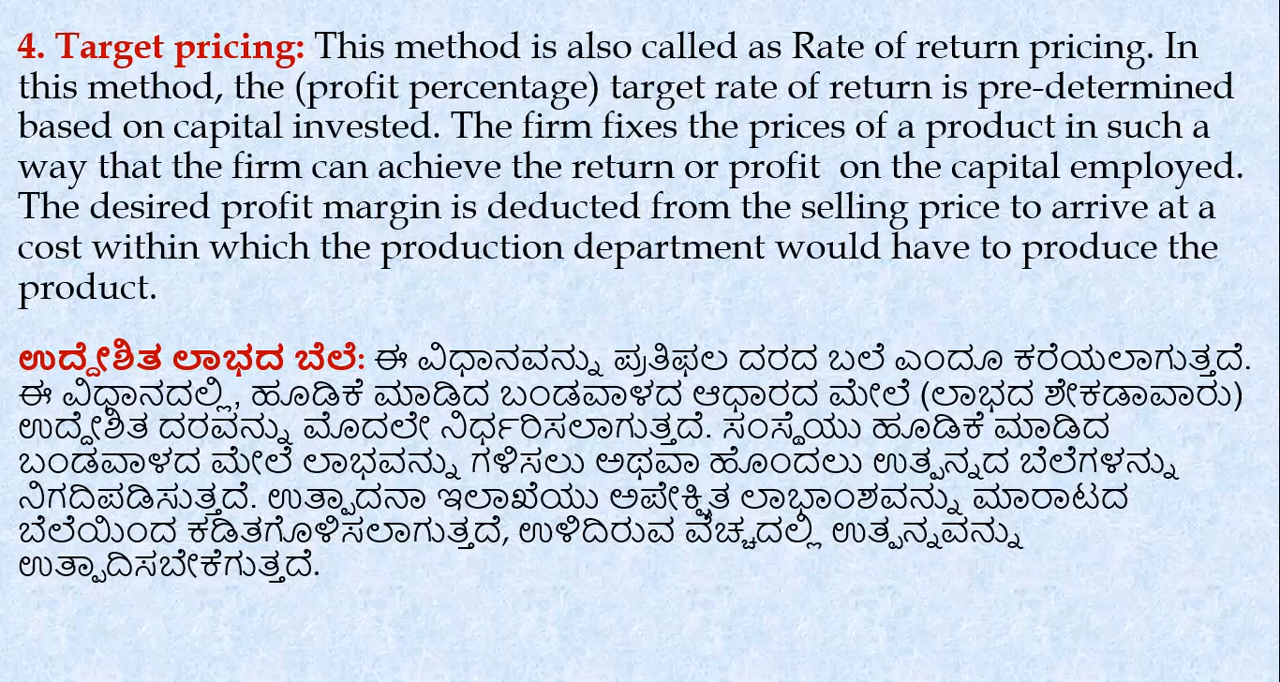 4. Target pricing: This method is also called as Rate of return pricing. In
this method, the (profit percentage) target rate of return is pre-determined
based on capital invested. The firm fixes the prices of a product in such a
way that the firm can achieve the return or profit  on the capital employed.
The desired profit margin is deducted from the selling price to arrive at a
cost within which the production department would have to produce the
product.
ಉದ್ದೇಶಿತ ಲಾಭದ ಬೆಲೆ: ಈ ವಿಧಾನವನ್ನು ಪ್ರತಿಫಲ ದರದ ಬಲೆ ಎಂದೂ ಕರೆಯಲಾಗುತ್ತದೆ.
ಈ ವಿಧಾನದಲ್ಲಿ, ಹೂಡಿಕೆ ಮಾಡಿದ ಬಂಡವಾಳದ ಆಧಾರದ ಮೇಲೆ (ಲಾಭದ ಶೇಕಡಾವಾರು)
ಉದ್ದೇಶಿತ ದರವನ್ನು ಮೊದಲೇ ನಿರ್ಧರಿಸಲಾಗುತ್ತದೆ. ಸಂಸ್ಥೆಯು ಹೂಡಿಕೆ ಮಾಡಿದ
ಬಂಡವಾಳದ ಮೇಲೆ ಲಾಭವನ್ನು ಗಳಿಸಲು ಅಥವಾ ಹೊಂದಲು ಉತ್ಪನ್ನದ ಬೆಲೆಗಳನ್ನು
ನಿಗದಿಪಡಿಸುತ್ತದೆ. ಉತ್ಪಾದನಾ ಇಲಾಖೆಯು ಅಪೇಕ್ಷಿತ ಲಾಭಾಂಶವನ್ನು ಮಾರಾಟದ
ಬೆಲೆಯಿಂದ ಕಡಿತಗೊಳಿಸಲಾಗುತ್ತದೆ, ಉಳಿದಿರುವ ವೆಚ್ಚದಲ್ಲಿ ಉತ್ಪನ್ನವನ್ನು
ಉತ್ಪಾದಿಸಬೇಕೆಗುತ್ತದೆ.